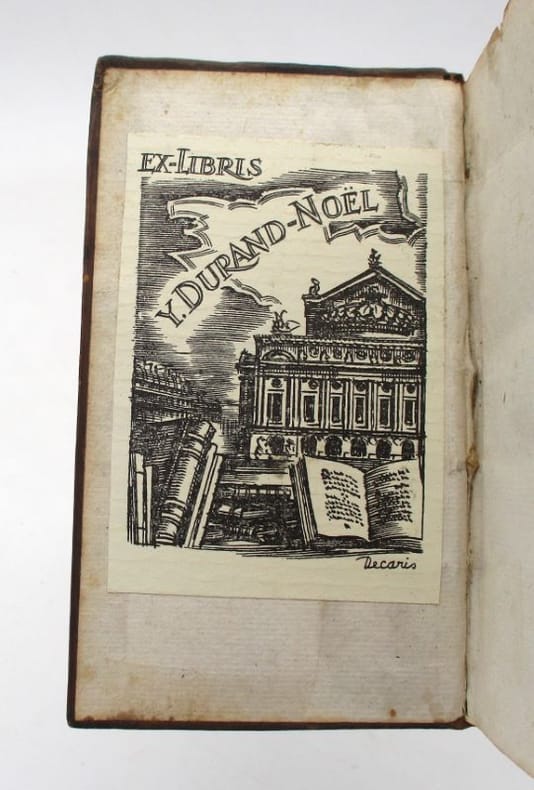 EX-LIBRIS
Y. DURAND-NOËL
Decaris